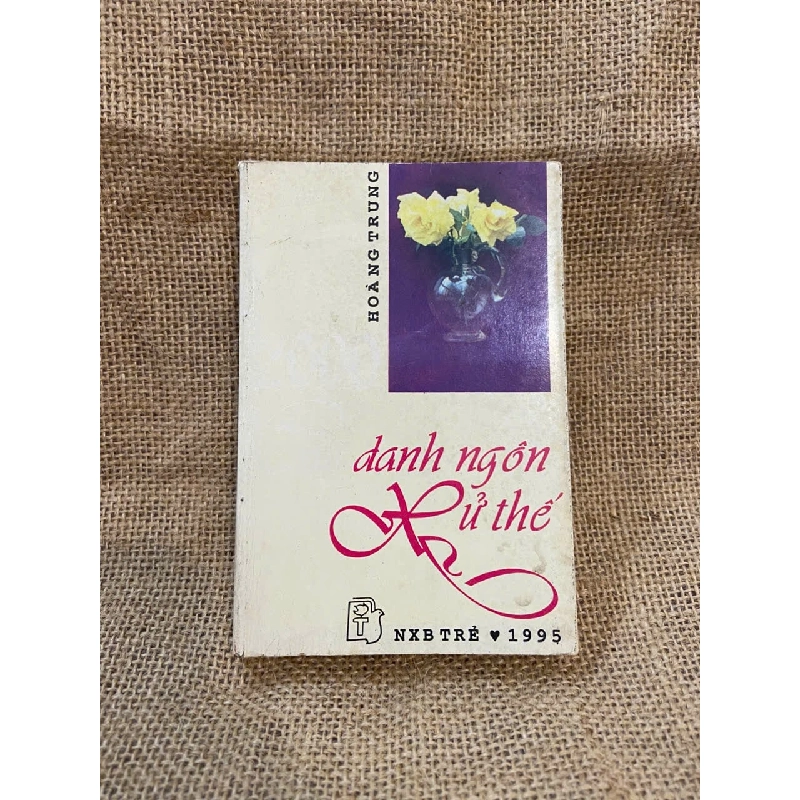 HOÀNG TRUNG
danh ngôn
Xử thế
NXB TRẺ ♥ 1995